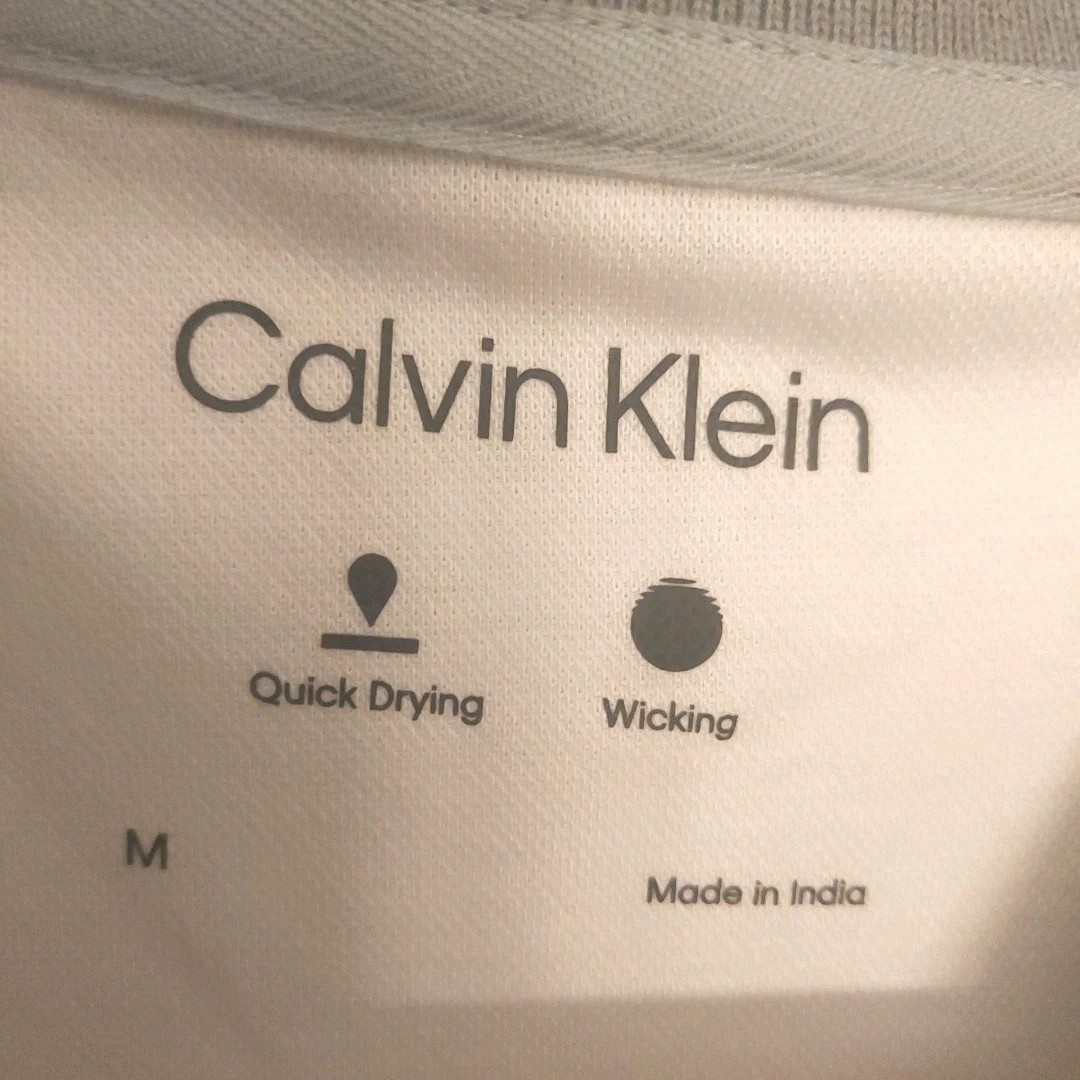 Calvin Klein
Quick Drying
Wicking
M
Made in India